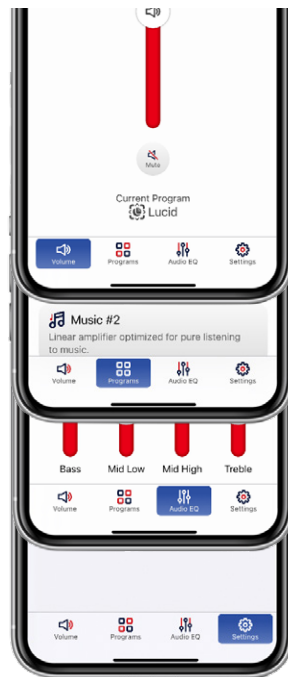 Mute
Current Program
Lucid
Volume Programs Audio EQ Settings
Music #2
Linear amplifier optimized for pure listening
to music.
Volume Programs Audio EQ Settings
Bass Mid Low Mid High Treble
Volume Programs Audio EQ Settings
Volume Programs Audio EQ Settings